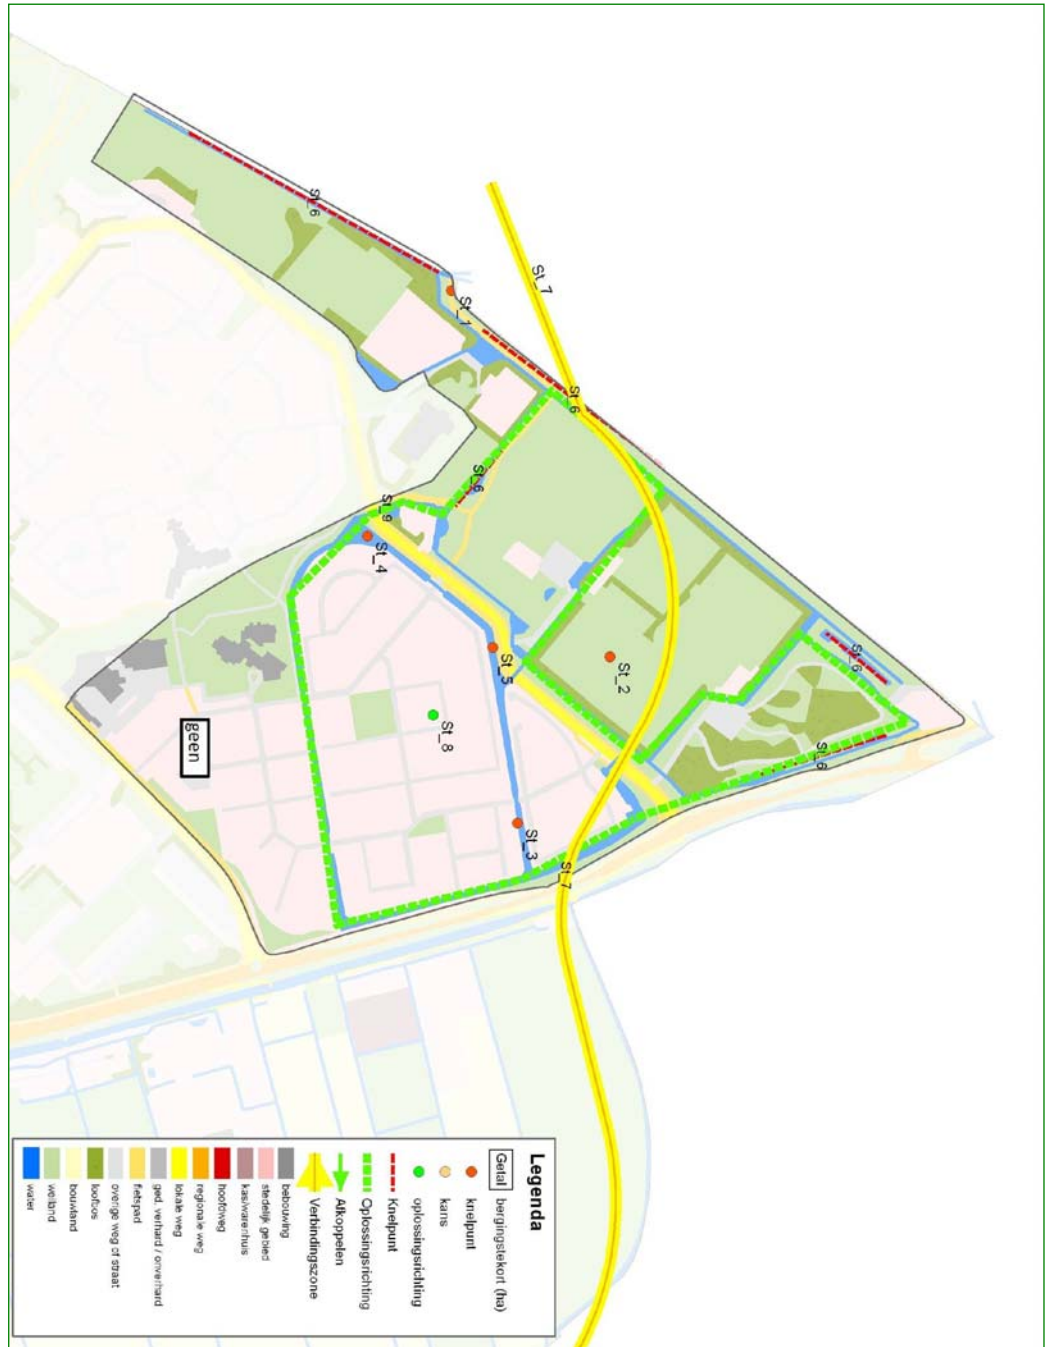 St_6
St_1
St_7
St_6
St_6
St_9
St_4
St_5
St_2
St_6
St_6
St_8
St_3
St_7
geen
Legenda
Getal bergingstekort (ha)
knelpunt
kans
oplossingsrichting
Knelpunt
Oplossingsrichting
Afkoppelen
Verbindingszone
bebouwing
stedelijk gebied
kas/warenhuis
hoofdweg
regionale weg
lokale weg
ged. verhard / onverhard
fietspad
overige weg of straat
loofbos
bouwland
weiland
water